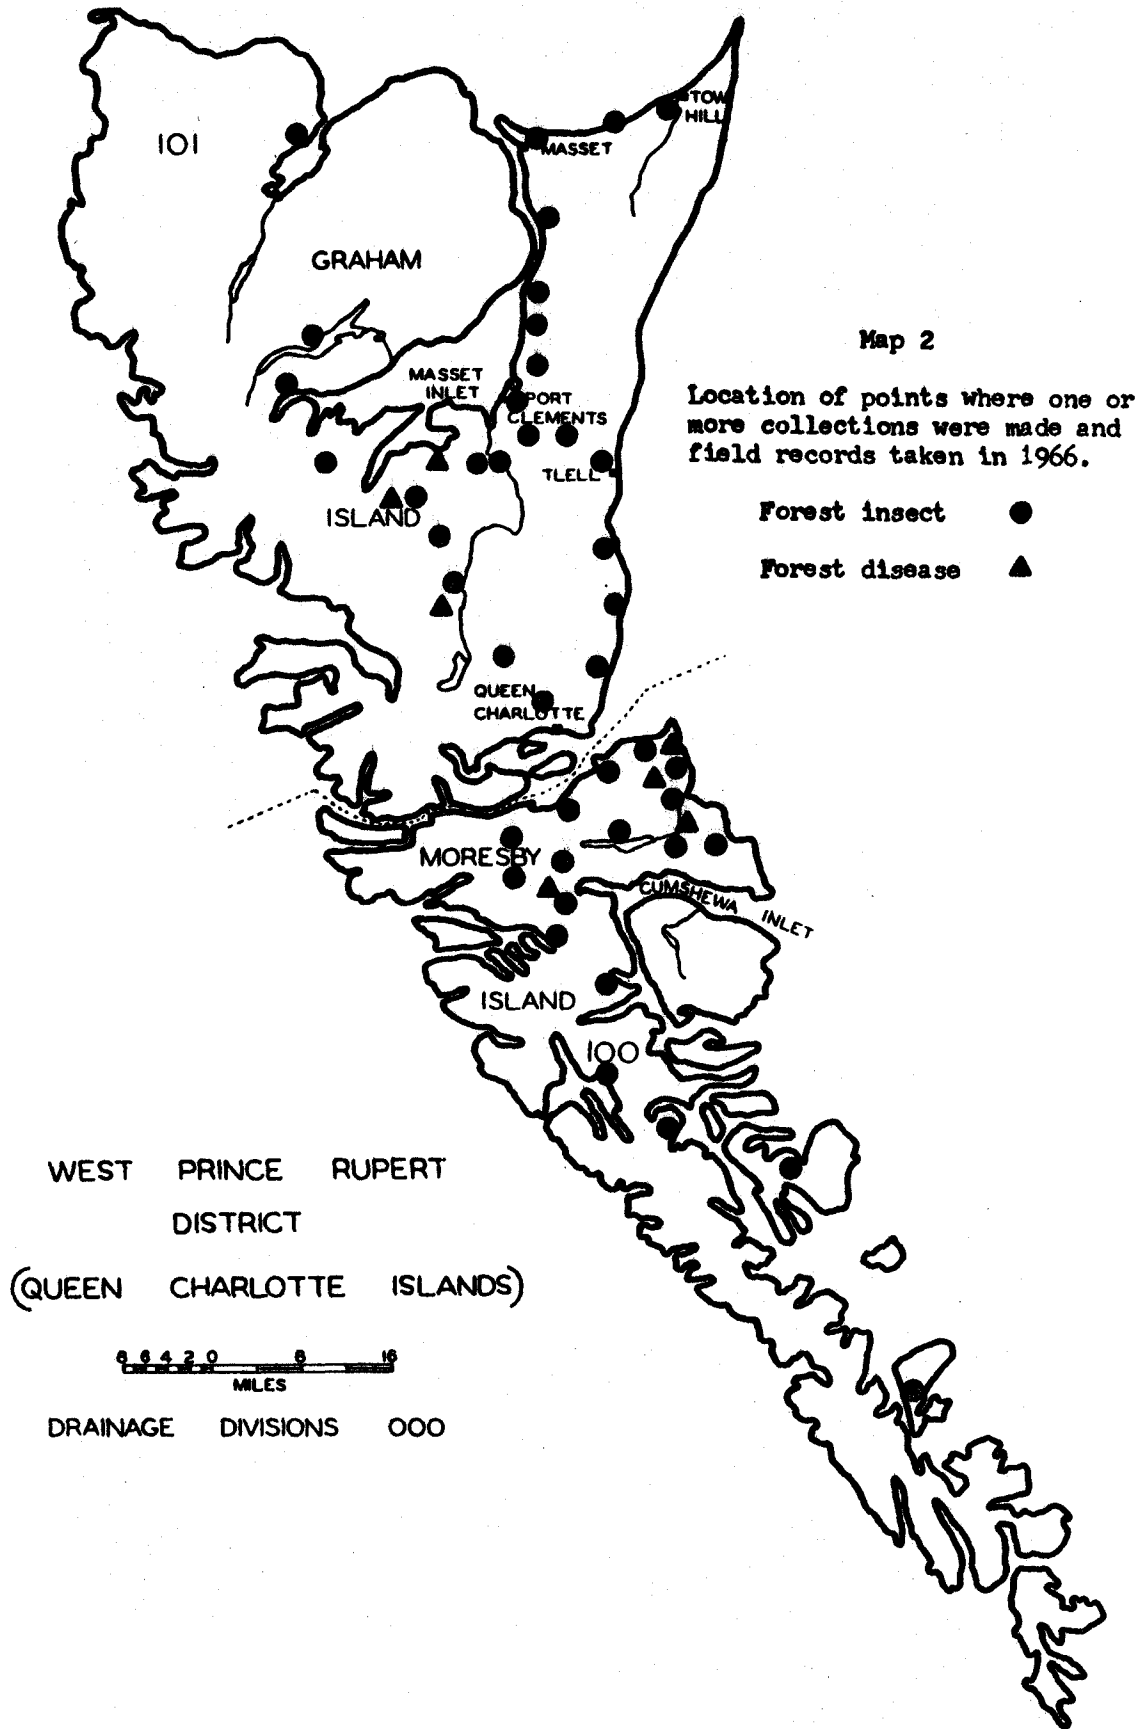 TOW
HILL
MASSET
101
GRAHAM
Map 2
MASSET
INLET
PORT
CLEMENTS
Location of points where one or
more collections were made and
field records taken in 1966.
TLELL
Forest insect
ISLAND
Forest disease
QUEEN
CHARLOTTE
MORESBY
CUMSHEWA INLET
ISLAND
100
WEST PRINCE RUPERT
DISTRICT
(QUEEN CHARLOTTE ISLANDS)
8 6 4 2 0 8 16
MILES
DRAINAGE DIVISIONS 000